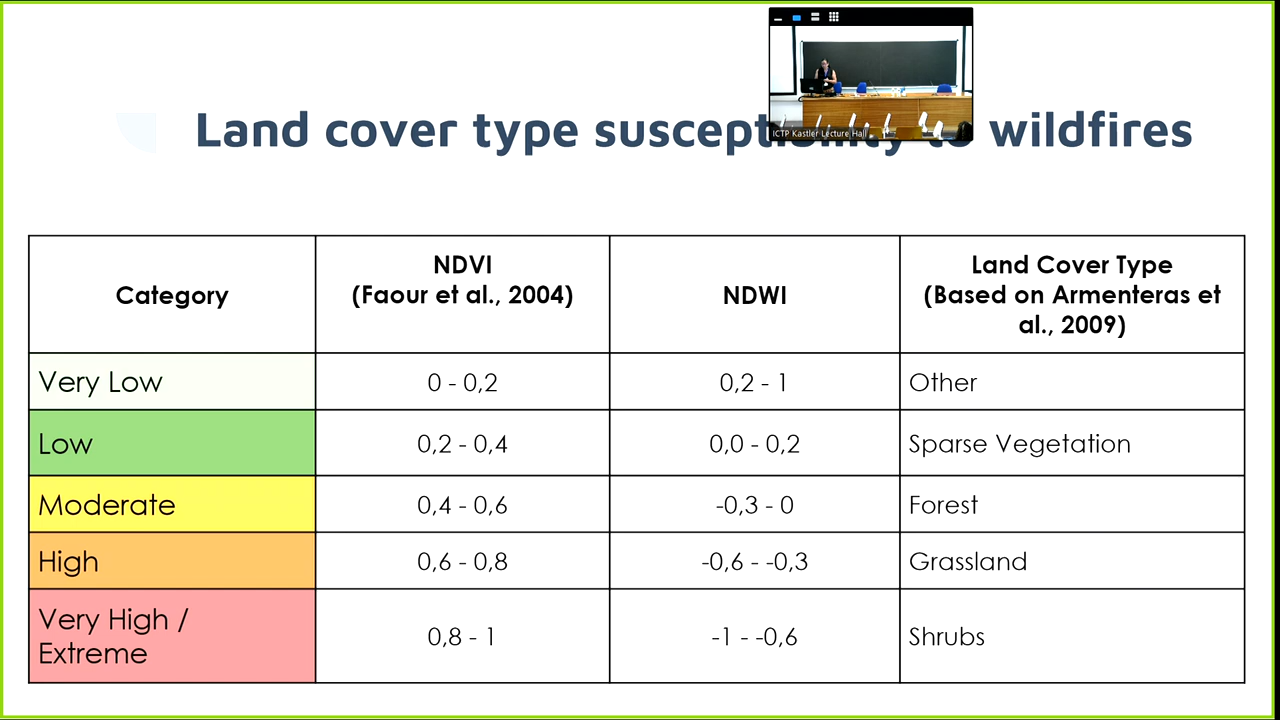 Land cover type susceptibility to wildfires
ICTP Kastler Lecture Hall
Category
NDVI
(Faour et al., 2004)
NDWI
Land Cover Type
(Based on Armenteras et
al., 2009)
Very Low
0 - 0,2
0,2 - 1
Other
Low
0,2 - 0,4
0,0 - 0,2
Sparse Vegetation
Moderate
0,4 - 0,6
-0,3 - 0
Forest
High
0,6 - 0,8
-0,6 - -0,3
Grassland
Very High /
Extreme
0,8 - 1
-1 - -0,6
Shrubs